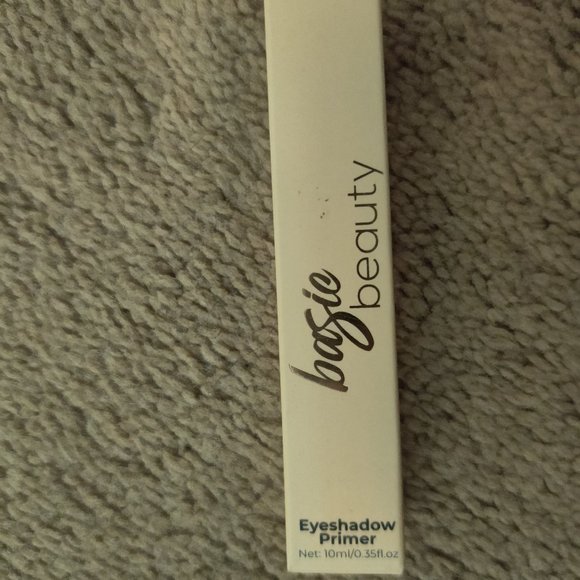 basic
beauty
Eyeshadow
Primer
Net: 10ml/0.35fl.oz